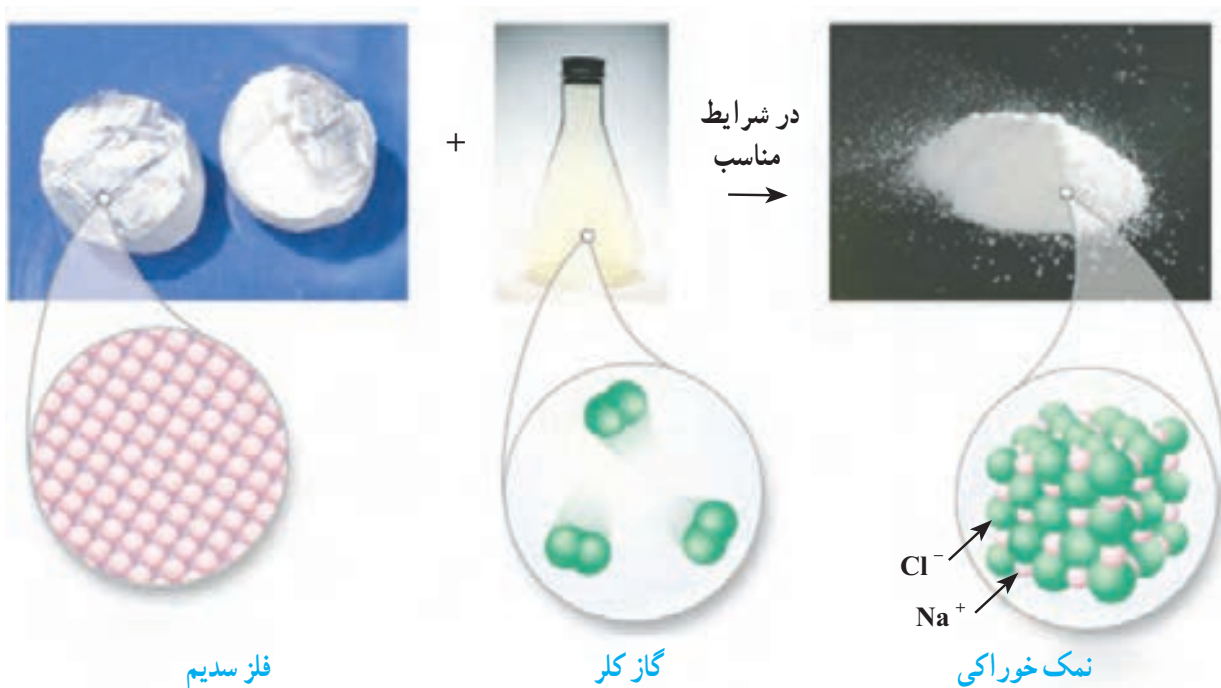 +
در شرایط
مناسب
→
Cl⁻
Na⁺
فلز سدیم
گاز کلر
نمک خوراکی